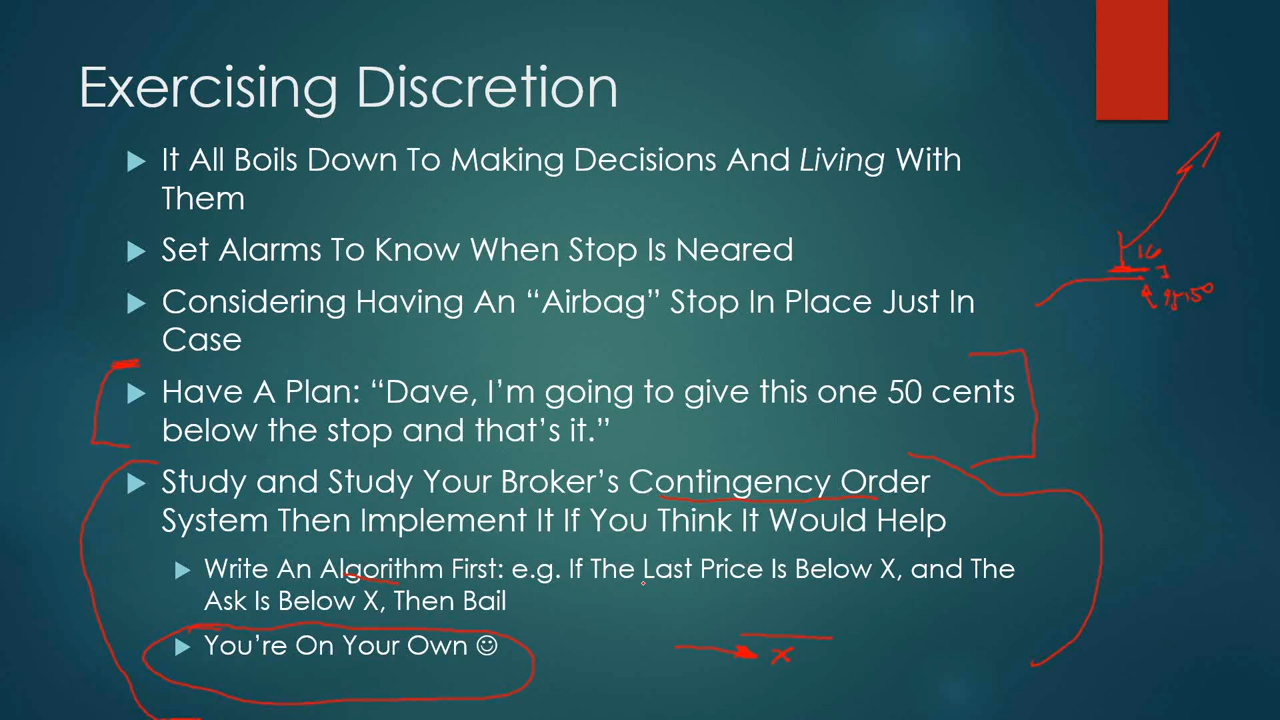 Exercising Discretion
It All Boils Down To Making Decisions And Living With
Them
Set Alarms To Know When Stop Is Neared
Considering Having An “Airbag” Stop In Place Just In
Case
Have A Plan: “Dave, I’m going to give this one 50 cents
below the stop and that’s it.”
Study and Study Your Broker’s Contingency Order
System Then Implement It If You Think It Would Help
Write An Algorithm First: e.g. If The Last Price Is Below X, and The
Ask Is Below X, Then Bail
You’re On Your Own ☺
16
X